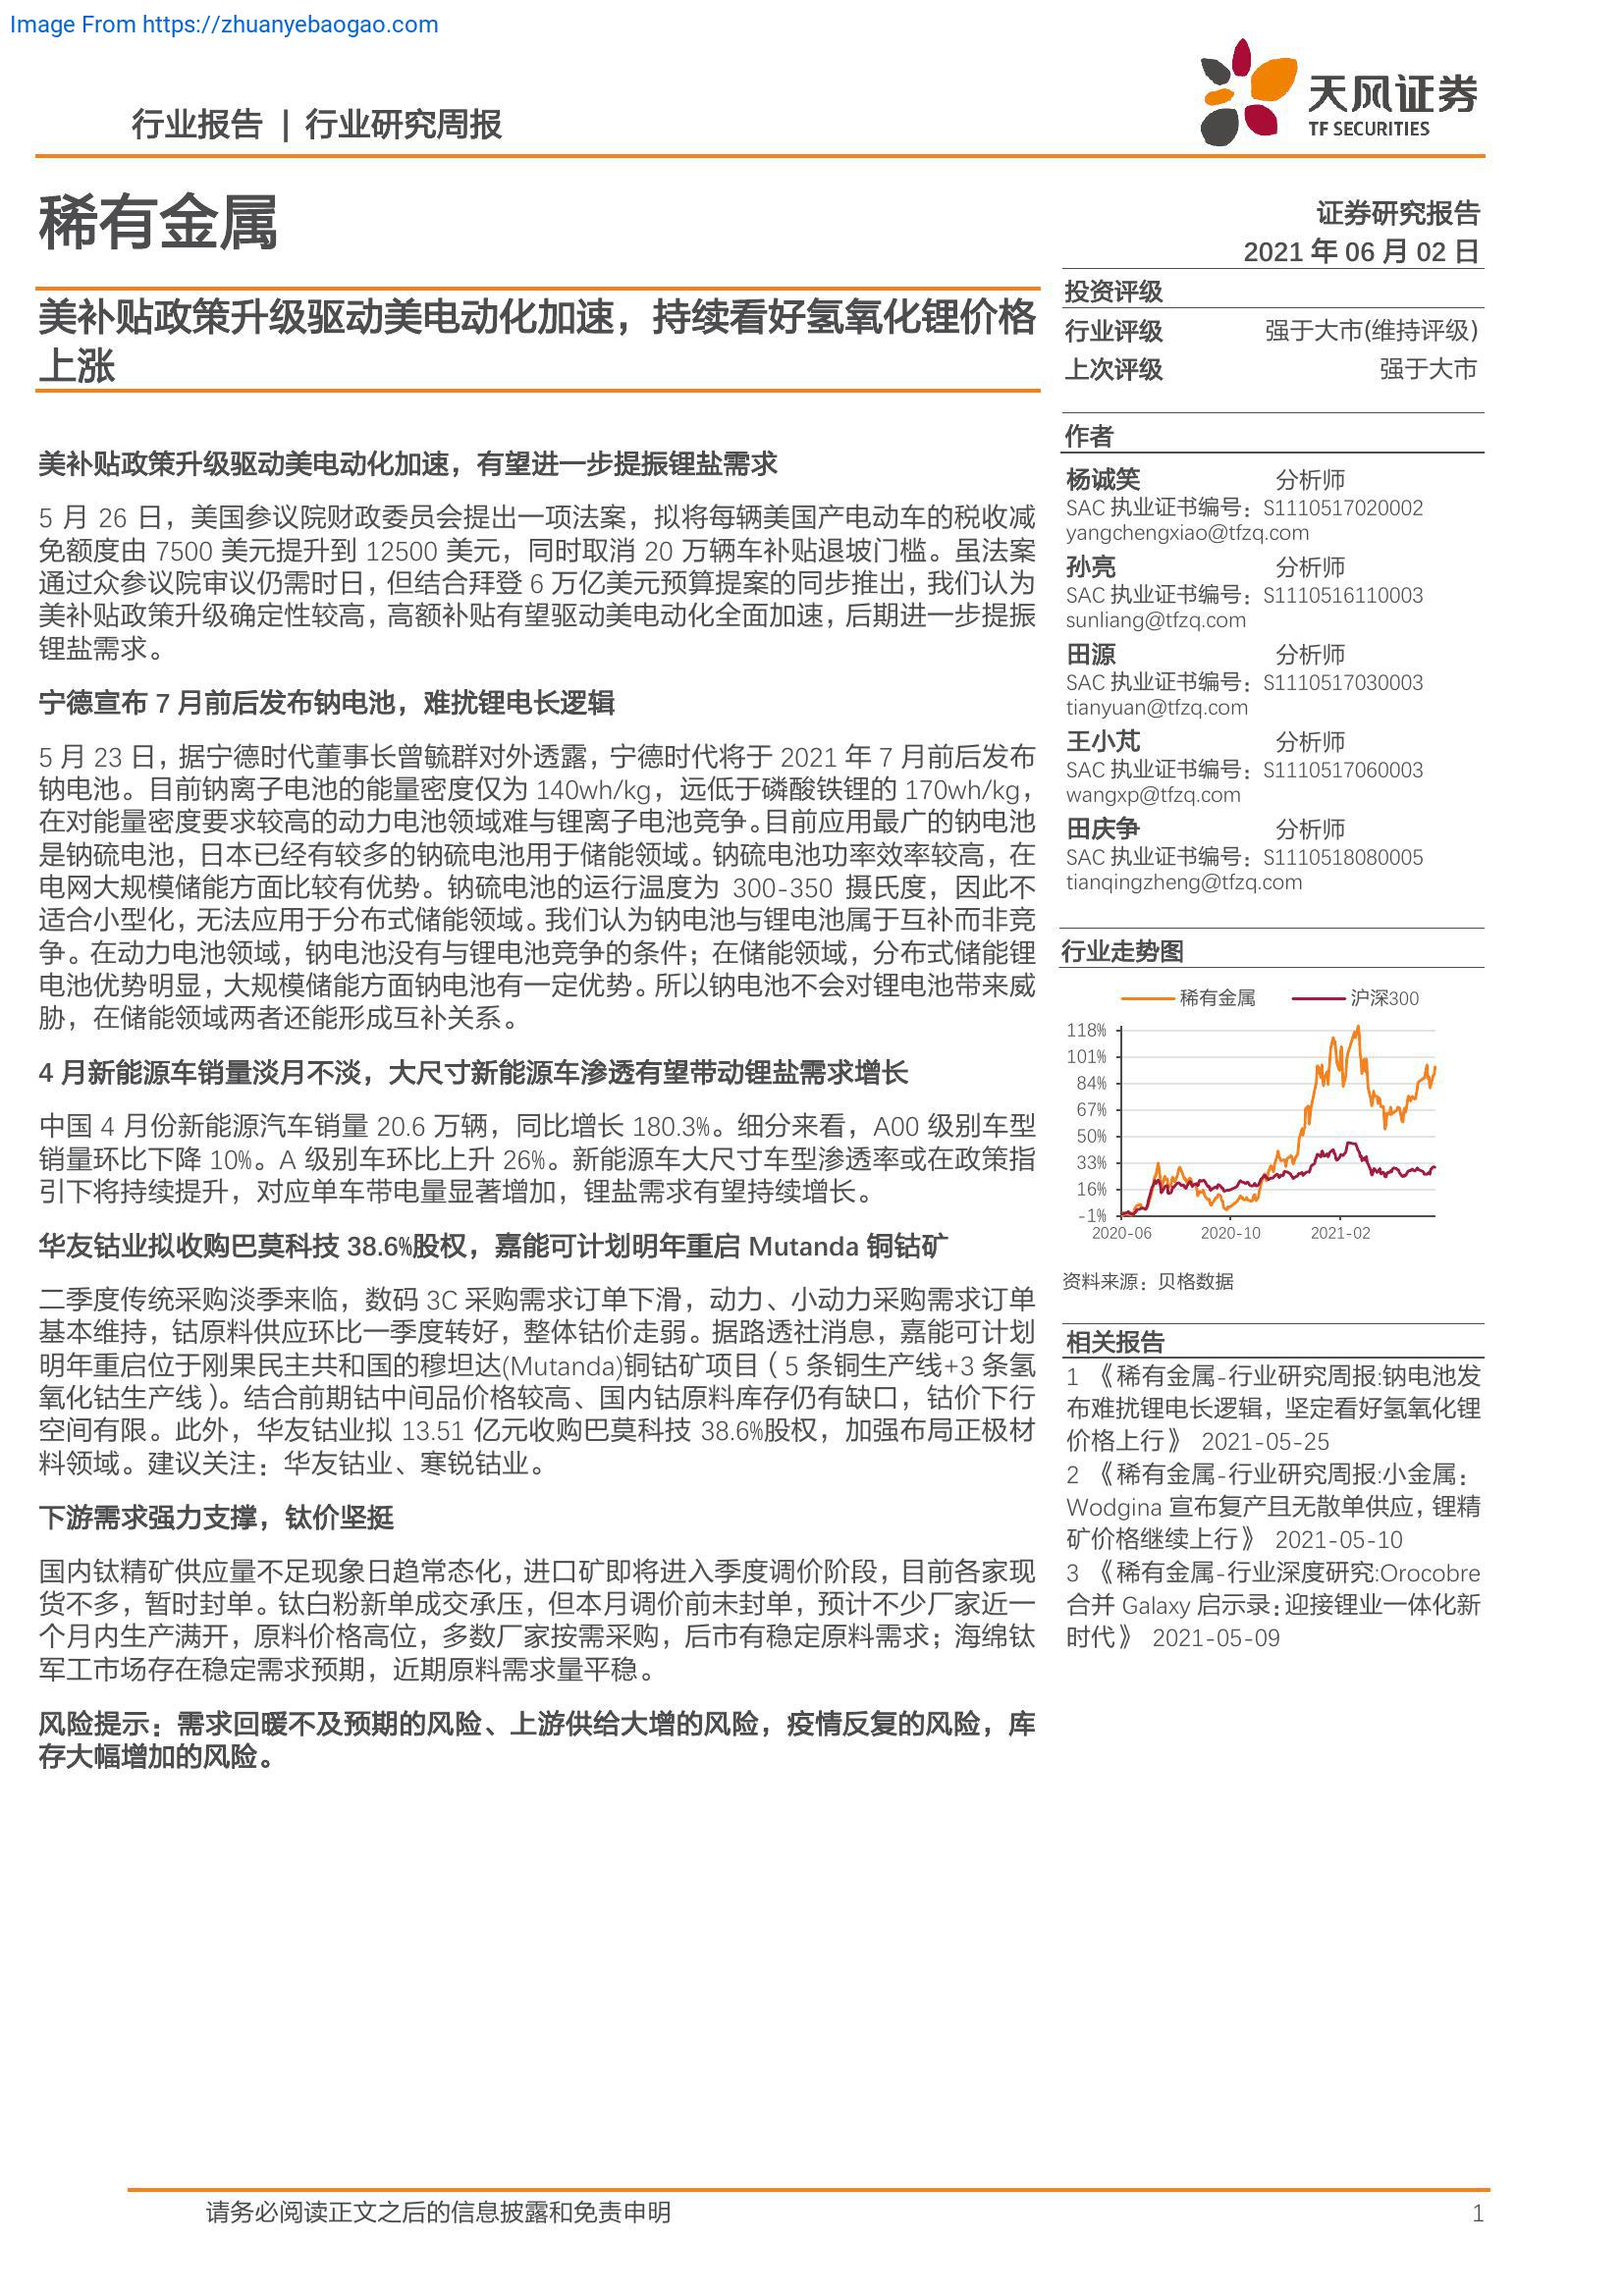 Image From https://zhuanyebaogao.com
天风证券
TF SECURITIES
行业报告 | 行业研究周报
稀有金属
证券研究报告
2021 年 06 月 02 日
美补贴政策升级驱动美电动化加速，持续看好氢氧化锂价格
上涨
美补贴政策升级驱动美电动化加速，有望进一步提振锂盐需求
5 月 26 日，美国参议院财政委员会提出一项法案，拟将每辆美国产电动车的税收减
免额度由 7500 美元提升到 12500 美元，同时取消 20 万辆车补贴退坡门槛。虽法案
通过众参议院审议仍需时日，但结合拜登 6 万亿美元预算提案的同步推出，我们认为
美补贴政策升级确定性较高，高额补贴有望驱动美电动化全面加速，后期进一步提振
锂盐需求。
宁德宣布 7 月前后发布钠电池，难扰锂电长逻辑
5 月 23 日，据宁德时代董事长曾毓群对外透露，宁德时代将于 2021 年 7 月前后发布
钠电池。目前钠离子电池的能量密度仅为 140wh/kg，远低于磷酸铁锂的 170wh/kg，
在对能量密度要求较高的动力电池领域难与锂离子电池竞争。目前应用最广的钠电池
是钠硫电池，日本已经有较多的钠硫电池用于储能领域。钠硫电池功率效率较高，在
电网大规模储能方面比较有优势。钠硫电池的运行温度为 300-350 摄氏度，因此不
适合小型化，无法应用于分布式储能领域。我们认为钠电池与锂电池属于互补而非竞
争。在动力电池领域，钠电池没有与锂电池竞争的条件；在储能领域，分布式储能锂
电池优势明显，大规模储能方面钠电池有一定优势。所以钠电池不会对锂电池带来威
胁，在储能领域两者还能形成互补关系。
4 月新能源车销量淡月不淡，大尺寸新能源车渗透有望带动锂盐需求增长
中国 4 月份新能源汽车销量 20.6 万辆，同比增长 180.3%。细分来看，A00 级别车型
销量环比下降 10%。A 级别车环比上升 26%。新能源车大尺寸车型渗透率或在政策指
引下将持续提升，对应单车带电量显著增加，锂盐需求有望持续增长。
华友钴业拟收购巴莫科技 38.6%股权，嘉能可计划明年重启 Mutanda 铜钴矿
二季度传统采购淡季来临，数码 3C 采购需求订单下滑，动力、小动力采购需求订单
基本维持，钴原料供应环比一季度转好，整体钴价走弱。据路透社消息，嘉能可计划
明年重启位于刚果民主共和国的穆坦达(Mutanda)铜钴矿项目（5 条铜生产线+3 条氢
氧化钴生产线）。结合前期钴中间品价格较高、国内钴原料库存仍有缺口，钴价下行
空间有限。此外，华友钴业拟 13.51 亿元收购巴莫科技 38.6%股权，加强布局正极材
料领域。建议关注：华友钴业、寒锐钴业。
下游需求强力支撑，钛价坚挺
国内钛精矿供应量不足现象日趋常态化，进口矿即将进入季度调价阶段，目前各家现
货不多，暂时封单。钛白粉新单成交承压，但本月调价前未封单，预计不少厂家近一
个月内生产满开，原料价格高位，多数厂家按需采购，后市有稳定原料需求；海绵钛
军工市场存在稳定需求预期，近期原料需求量平稳。
风险提示：需求回暖不及预期的风险、上游供给大增的风险，疫情反复的风险，库
存大幅增加的风险。
投资评级
行业评级 强于大市(维持评级)
上次评级 强于大市
作者
杨诚笑 分析师
SAC 执业证书编号：S1110517020002
yangchengxiao@tfzq.com
孙亮 分析师
SAC 执业证书编号：S1110516110003
sunliang@tfzq.com
田源 分析师
SAC 执业证书编号：S1110517030003
tianyuan@tfzq.com
王小芃 分析师
SAC 执业证书编号：S1110517060003
wangxp@tfzq.com
田庆争 分析师
SAC 执业证书编号：S1110518080005
tianqingzheng@tfzq.com
行业走势图
稀有金属 沪深300
118%
101%
84%
67%
50%
33%
16%
-1%
2020-06 2020-10 2021-02
资料来源：贝格数据
相关报告
1 《稀有金属-行业研究周报:钠电池发
布难扰锂电长逻辑，坚定看好氢氧化锂
价格上行》 2021-05-25
2 《稀有金属-行业研究周报:小金属：
Wodgina 宣布复产且无散单供应，锂精
矿价格继续上行》 2021-05-10
3 《稀有金属-行业深度研究:Orocobre
合并 Galaxy 启示录：迎接锂业一体化新
时代》 2021-05-09
请务必阅读正文之后的信息披露和免责申明 1